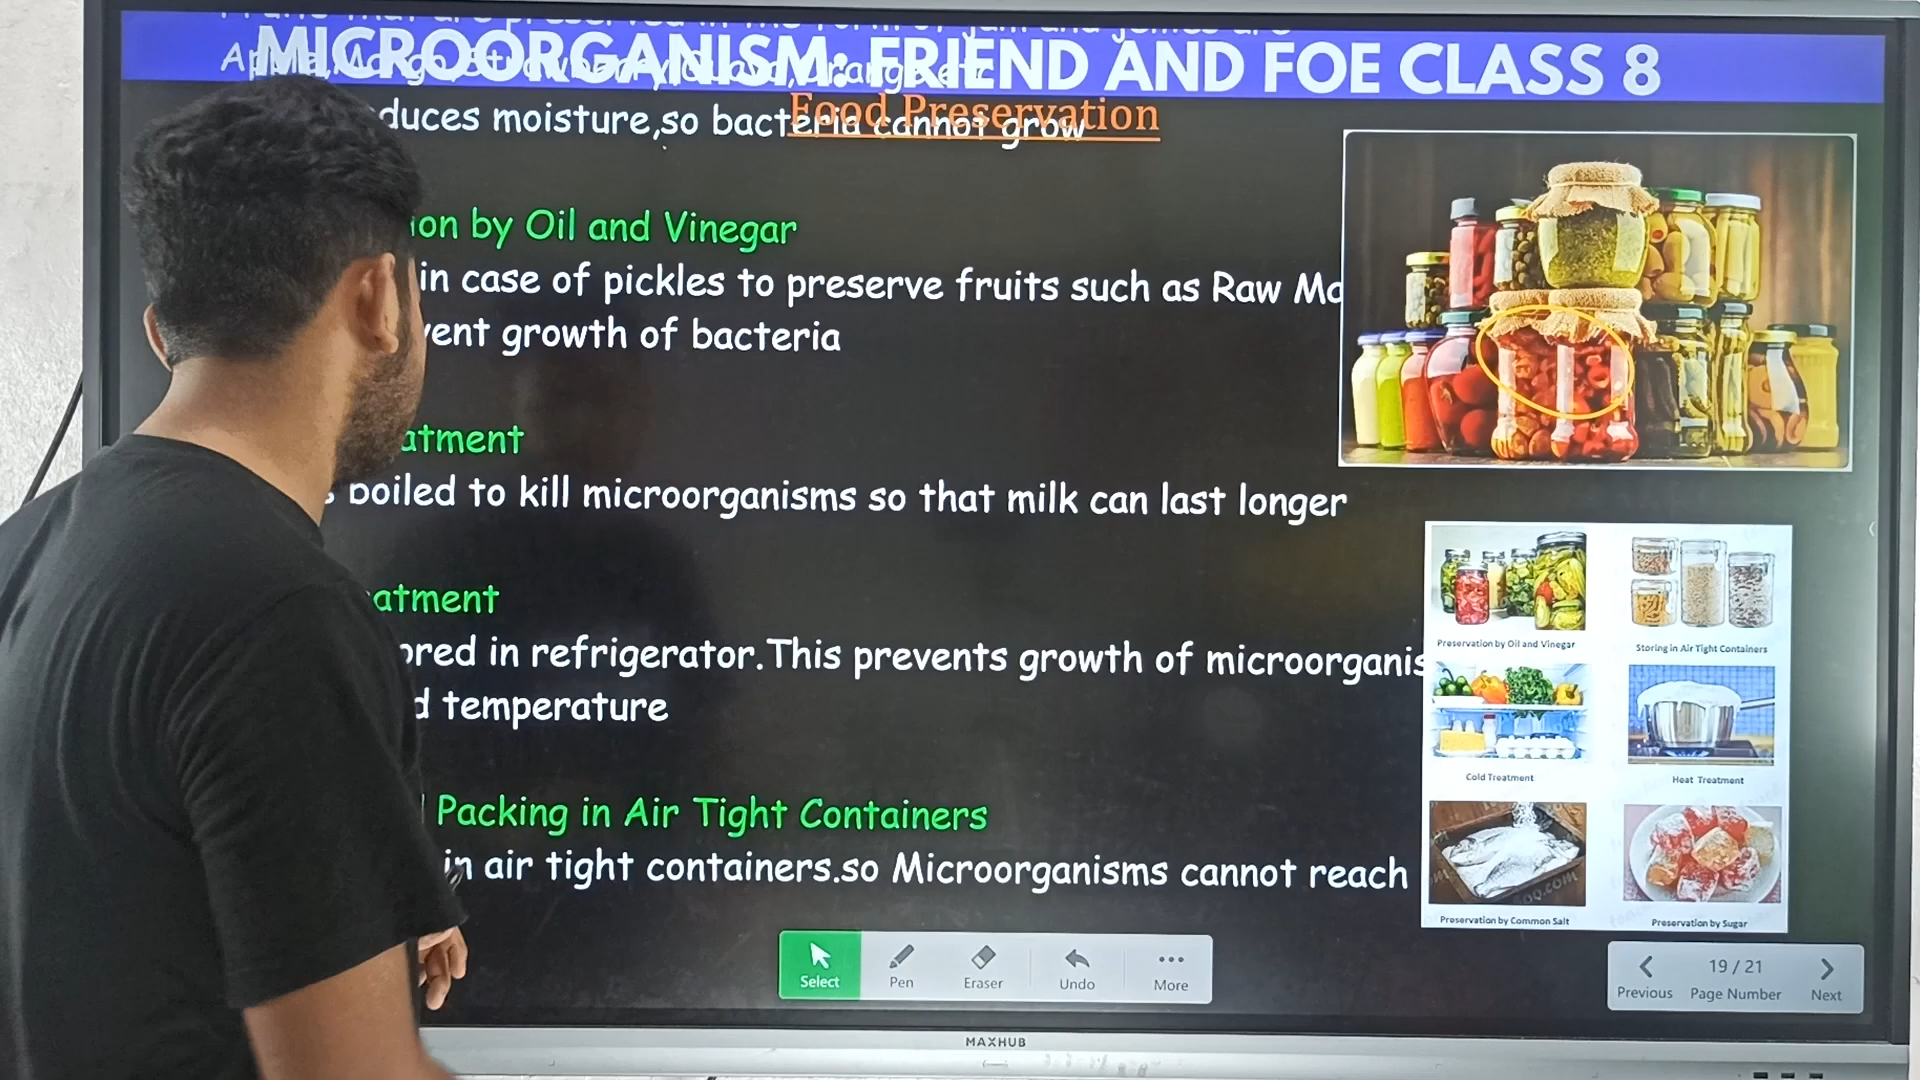 MICROORGANISM: FRIEND AND FOE CLASS 8
Food Preservation
duces moisture,so bacteria cannot grow
ion by Oil and Vinegar
in case of pickles to preserve fruits such as Raw Ma
vent growth of bacteria
atment
boiled to kill microorganisms so that milk can last longer
atment
ored in refrigerator.This prevents growth of microorganis
d temperature
Packing in Air Tight Containers
in air tight containers.so Microorganisms cannot reach
Preservation by Oil and Vinegar
Storing in Air Tight Containers
Cold Treatment
Heat Treatment
Preservation by Common Salt
Preservation by Sugar
Select
Pen
Eraser
Undo
More
19 / 21
Previous
Page Number
Next
MAXHUB